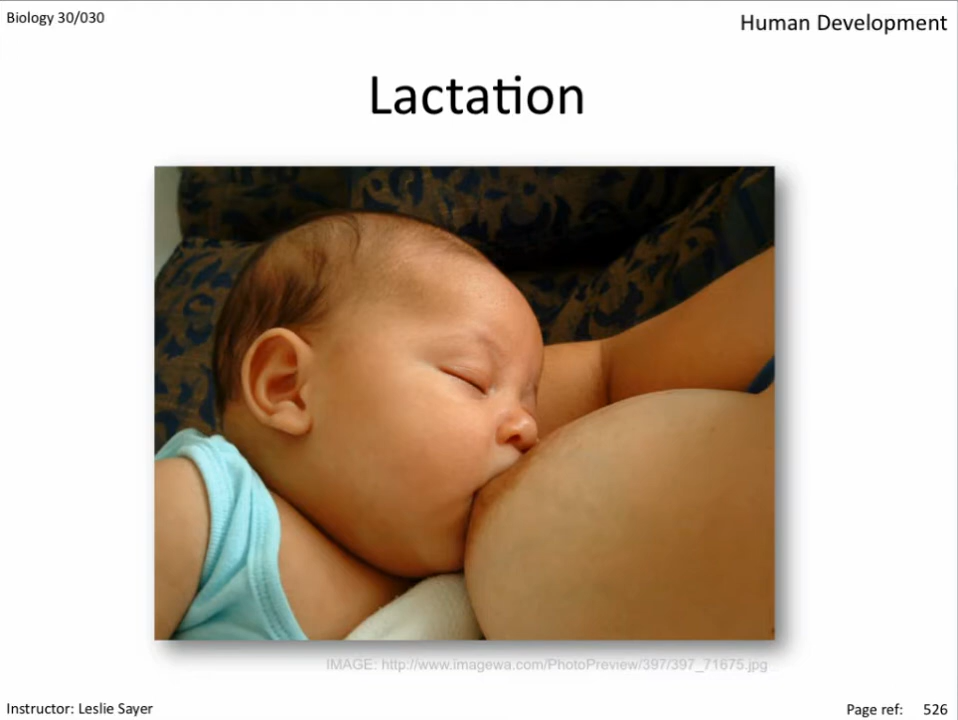 Biology 30/030
Human Development
Lactation
IMAGE: http://www.imagewa.com/PhotoPreview/397/397_71675.jpg
Instructor: Leslie Sayer
Page ref: 526